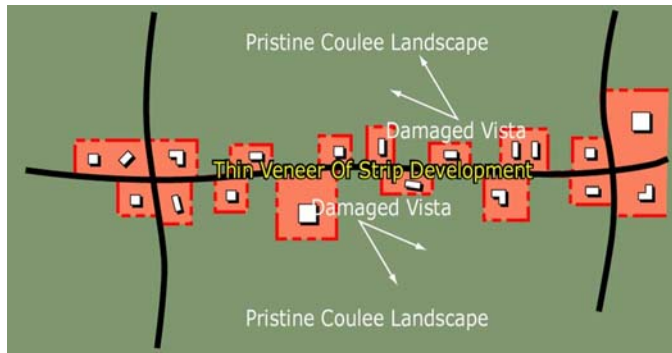 Pristine Coulee Landscape
Damaged Vista
Thin Veneer Of Strip Development
Damaged Vista
Pristine Coulee Landscape